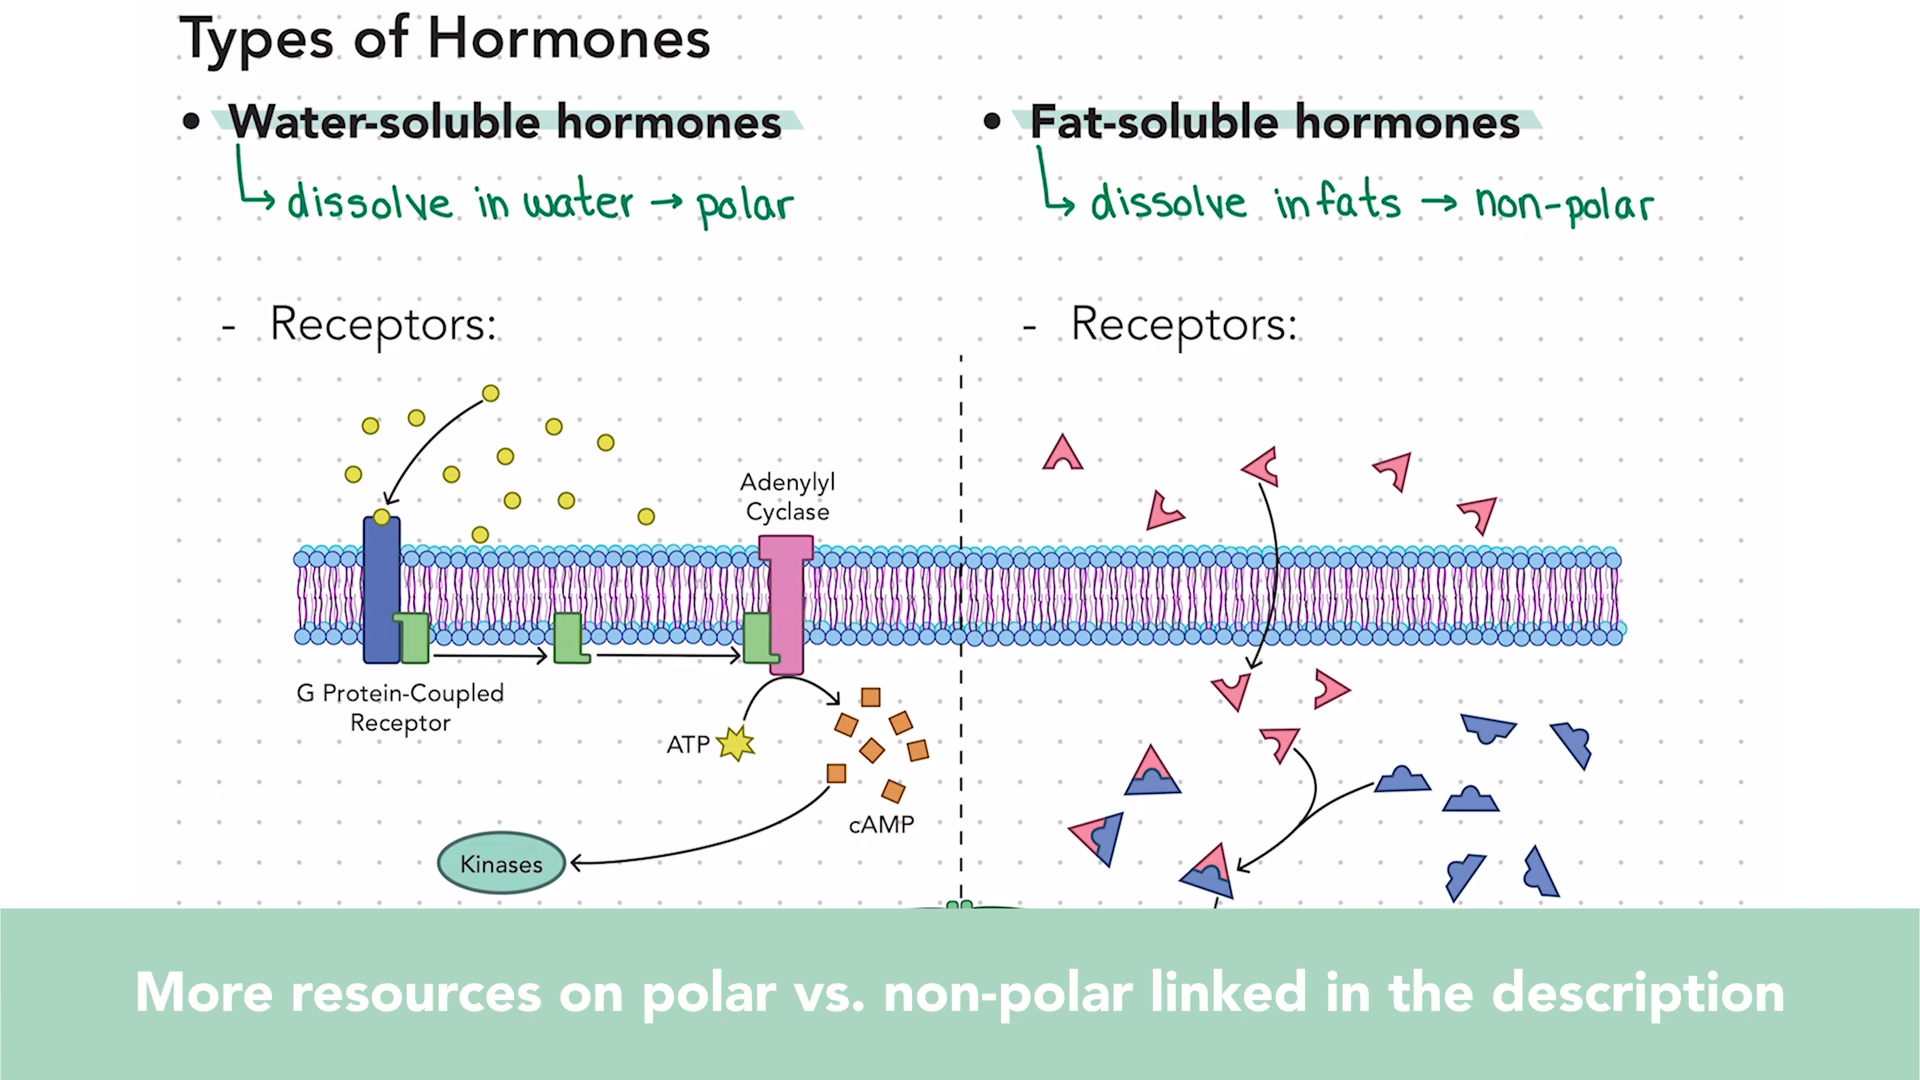 Types of Hormones
• Water-soluble hormones
dissolve in water → polar
- Receptors:
Adenylyl
Cyclase
G Protein-Coupled
Receptor
ATP
cAMP
Kinases
• Fat-soluble hormones
dissolve in fats → non-polar
- Receptors:
More resources on polar vs. non-polar linked in the description